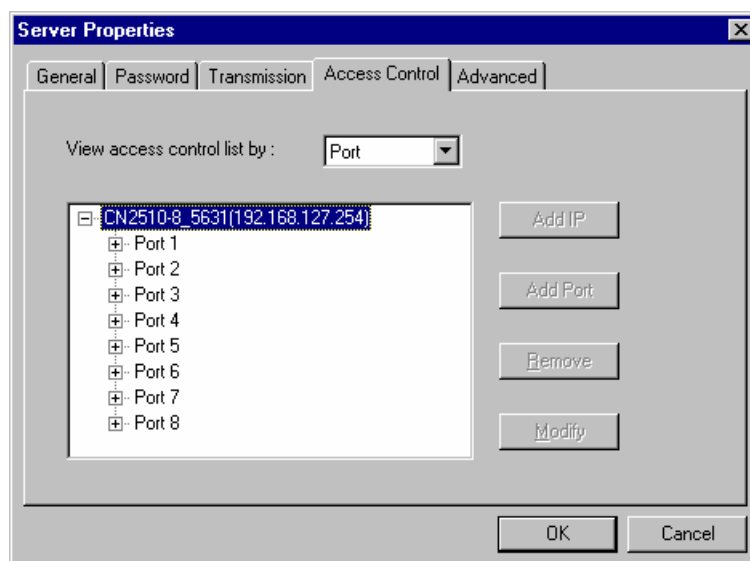 Server Properties
General Password Transmission Access Control Advanced
View access control list by : Port
CN2510-8_5631(192.168.127.254)
Port 1
Port 2
Port 3
Port 4
Port 5
Port 6
Port 7
Port 8
Add IP
Add Port
Remove
Modify
OK Cancel